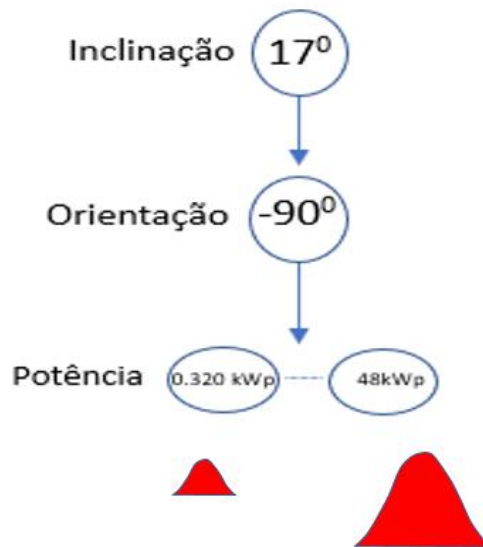 Inclinação 17⁰
Orientação -90⁰
Potência 0.320 kWp 48kWp